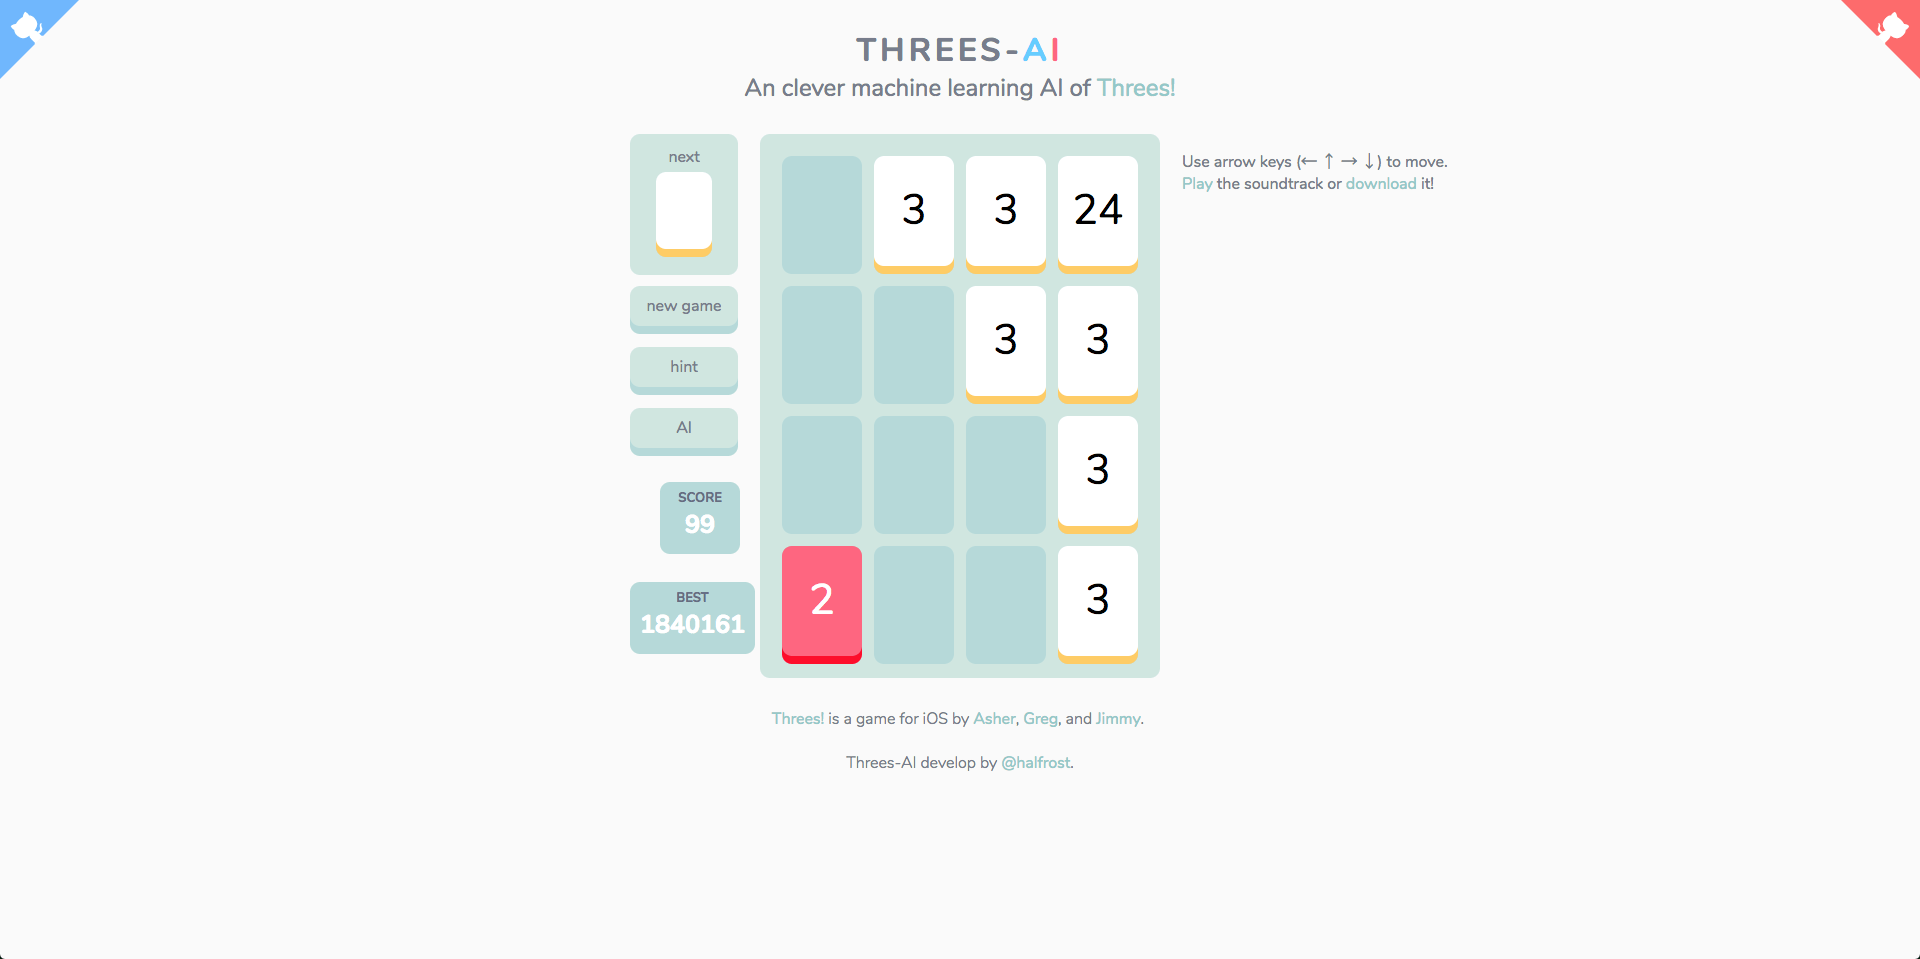 THREES-AI
An clever machine learning AI of Threes!
next
new game
hint
AI
SCORE
99
BEST
1840161
3 3 24
3 3
3
2 3
Use arrow keys (← ↑ → ↓) to move.
Play the soundtrack or download it!
Threes! is a game for iOS by Asher, Greg, and Jimmy.
Threes-AI develop by @halfrost.